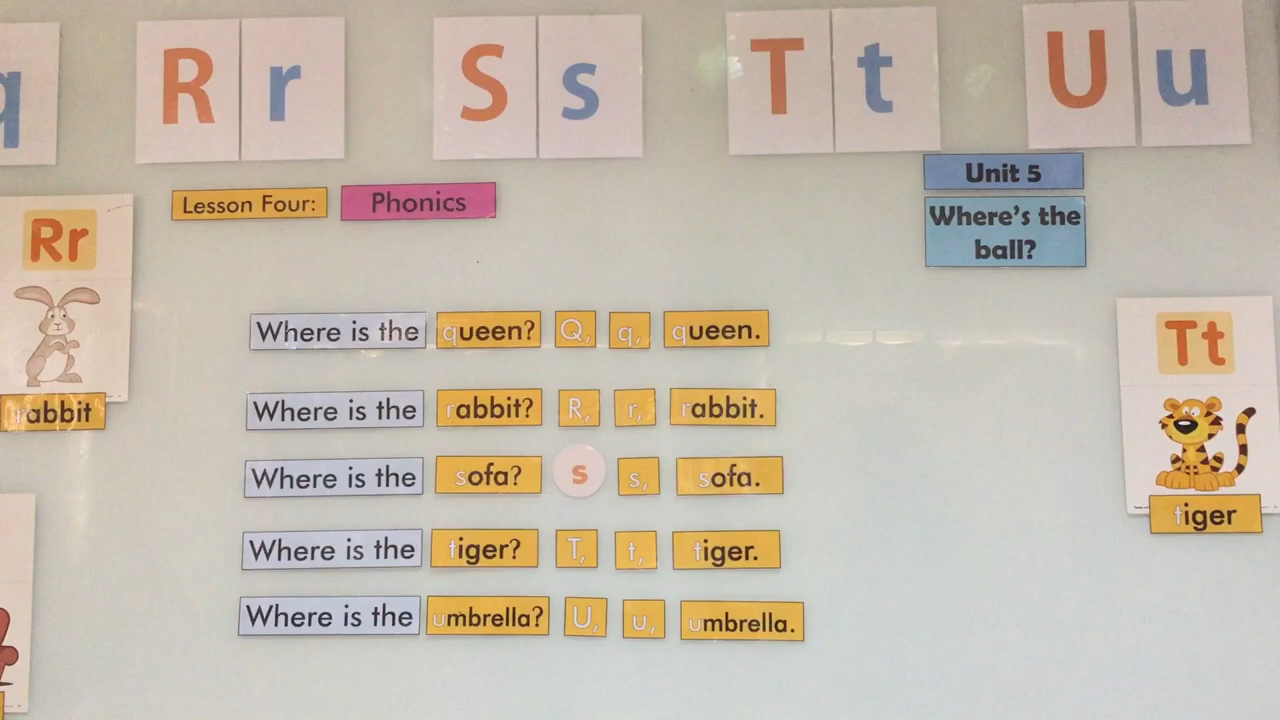 q Rr Ss Tt Uu
Lesson Four: Phonics
Unit 5
Where's the
ball?
Rr
rabbit
Where is the queen? Q, q, queen.
Where is the rabbit? R, r, rabbit.
Where is the sofa? s s, sofa.
Where is the tiger? T, t, tiger.
Where is the umbrella? U, u, umbrella.
Tt
tiger